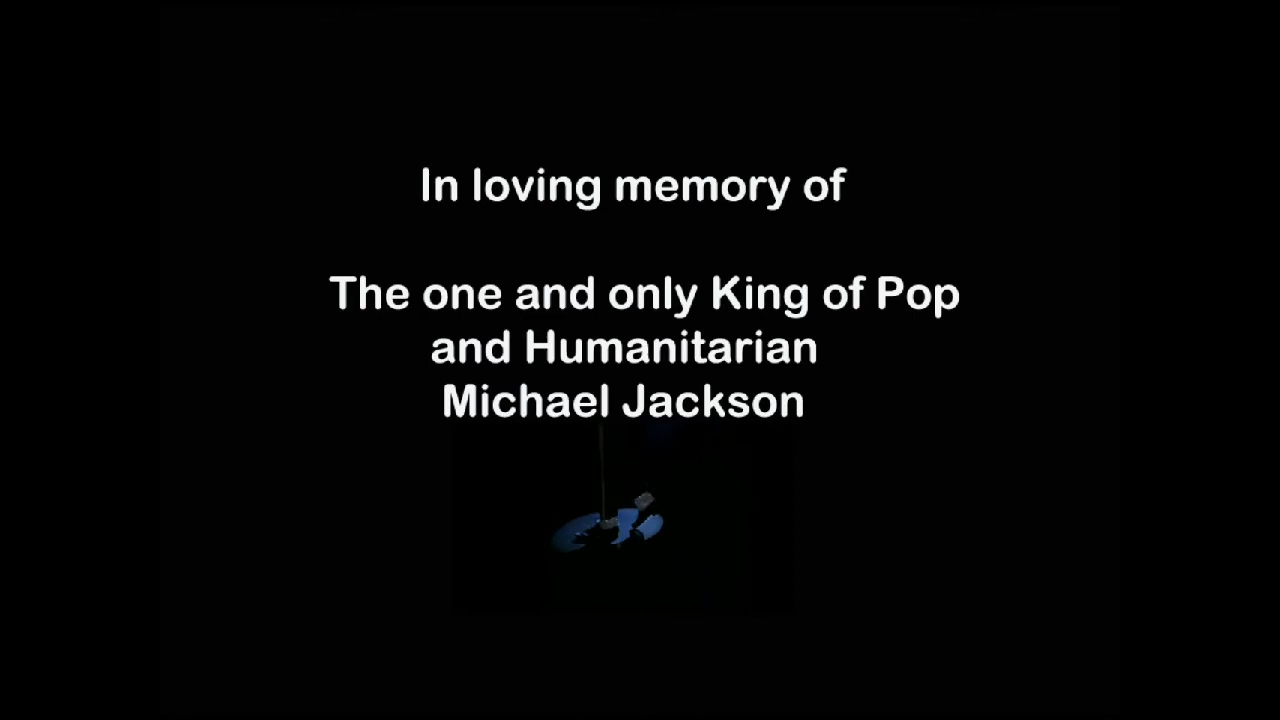 In loving memory of
The one and only King of Pop
and Humanitarian
Michael Jackson